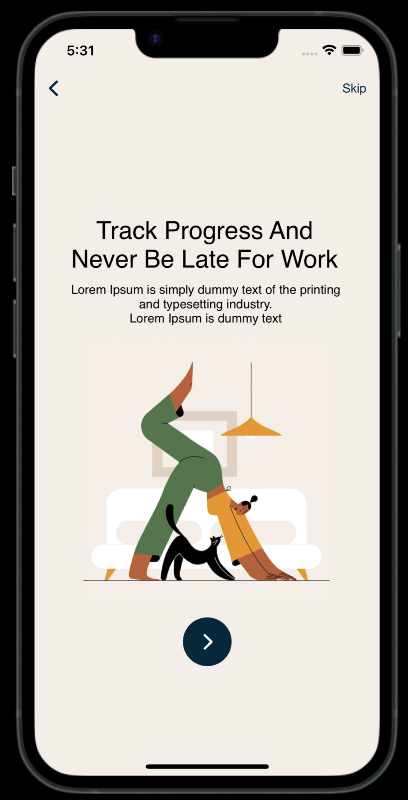 5:31
Skip
Track Progress And
Never Be Late For Work
Lorem Ipsum is simply dummy text of the printing
and typesetting industry.
Lorem Ipsum is dummy text